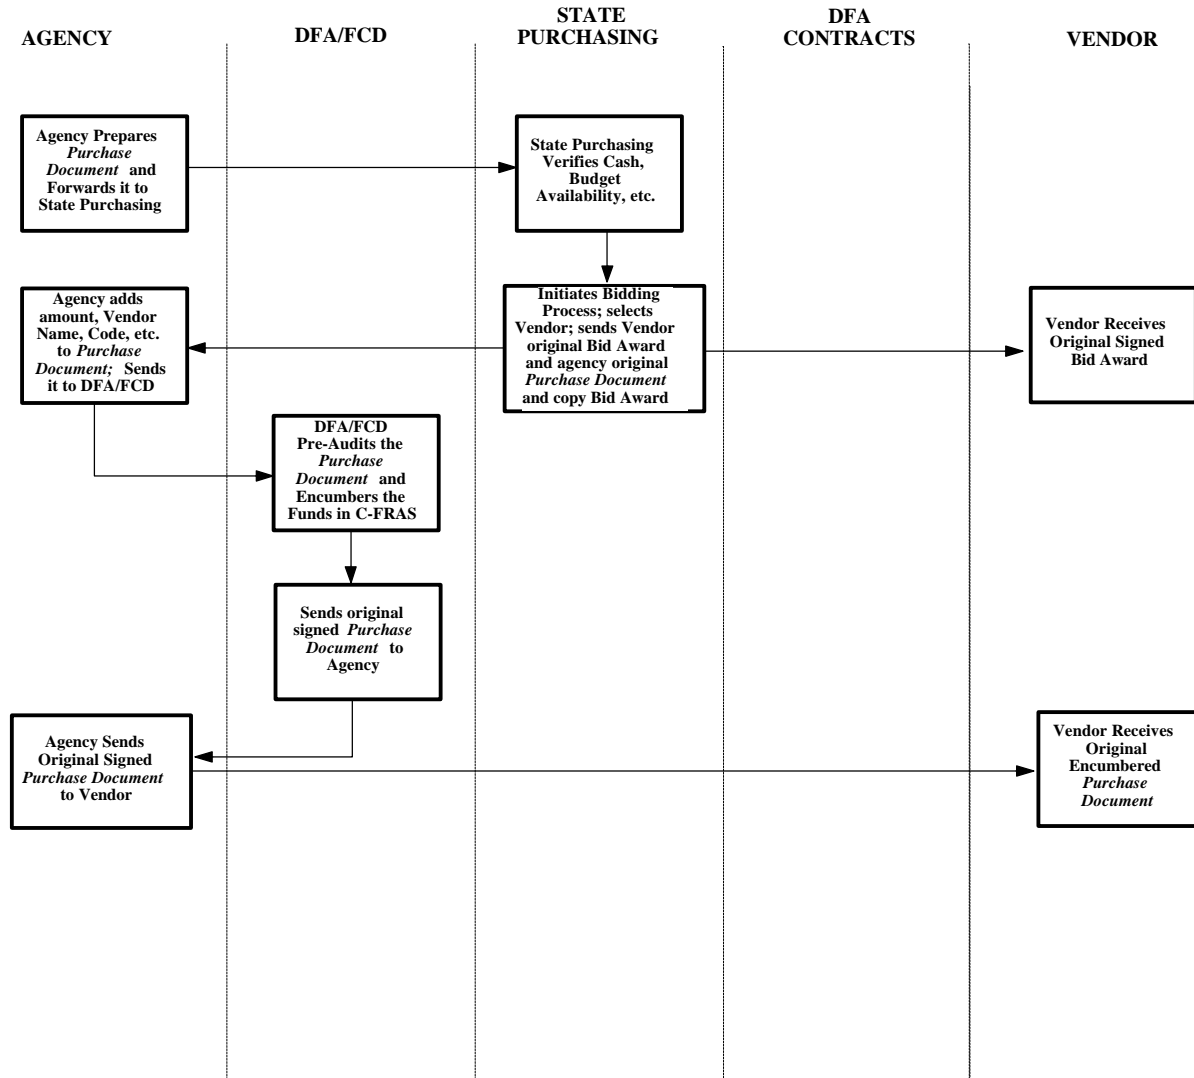 AGENCY
DFA/FCD
STATE
PURCHASING
DFA
CONTRACTS
VENDOR
Agency Prepares
Purchase
Document and
Forwards it to
State Purchasing
State Purchasing
Verifies Cash,
Budget
Availability, etc.
Agency adds
amount, Vendor
Name, Code, etc.
to Purchase
Document; Sends
it to DFA/FCD
Initiates Bidding
Process; selects
Vendor; sends Vendor
original Bid Award
and agency original
Purchase Document
and copy Bid Award
Vendor Receives
Original Signed
Bid Award
DFA/FCD
Pre-Audits the
Purchase
Document and
Encumbers the
Funds in C-FRAS
Sends original
signed Purchase
Document to
Agency
Agency Sends
Original Signed
Purchase Document
to Vendor
Vendor Receives
Original
Encumbered
Purchase
Document